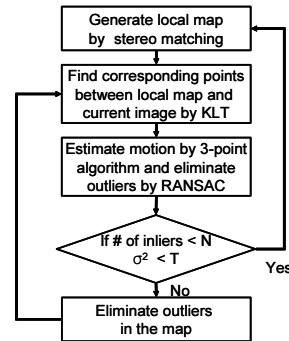 Generate local map
by stereo matching
Find corresponding points
between local map and
current image by KLT
Estimate motion by 3-point
algorithm and eliminate
outliers by RANSAC
If # of inliers < N
σ² < T
Yes
No
Eliminate outliers
in the map